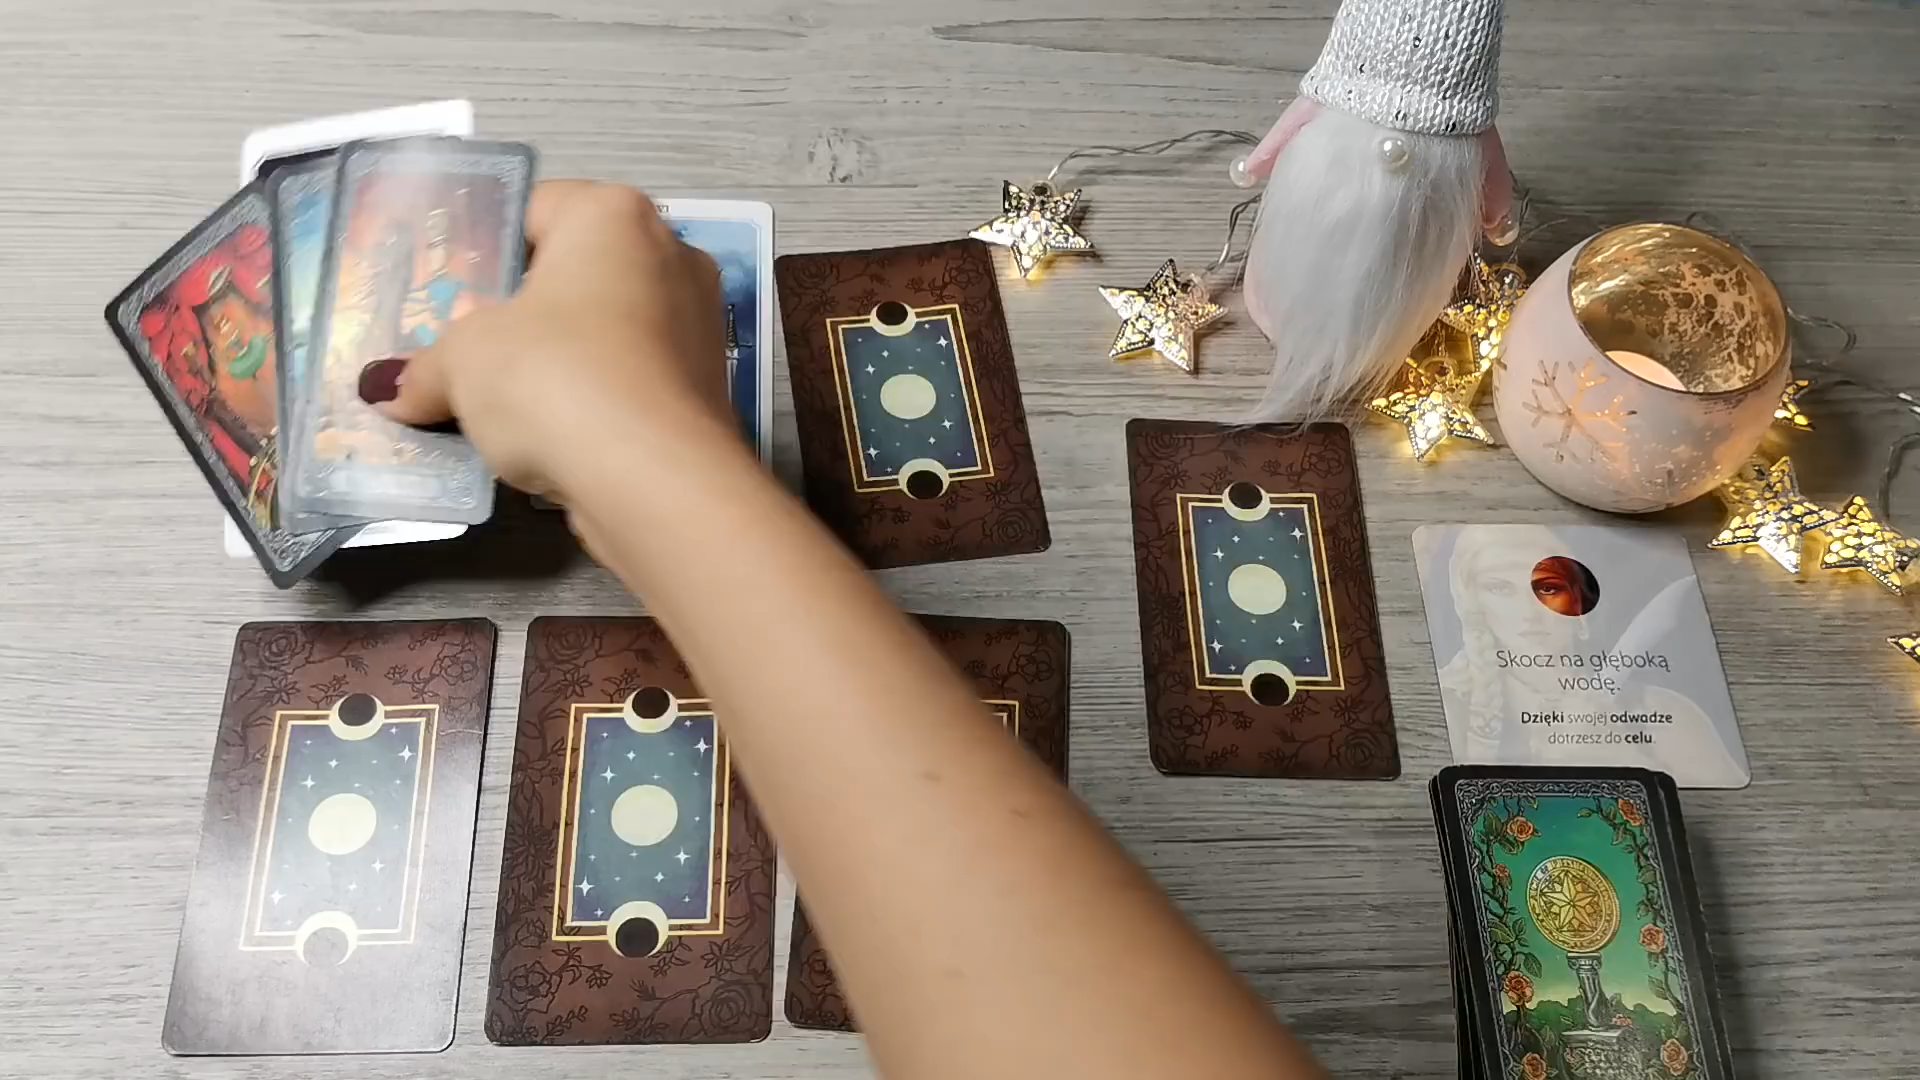 Skocz na głęboką
wodę.
Dzięki swojej odwadze
dotrzesz do celu.